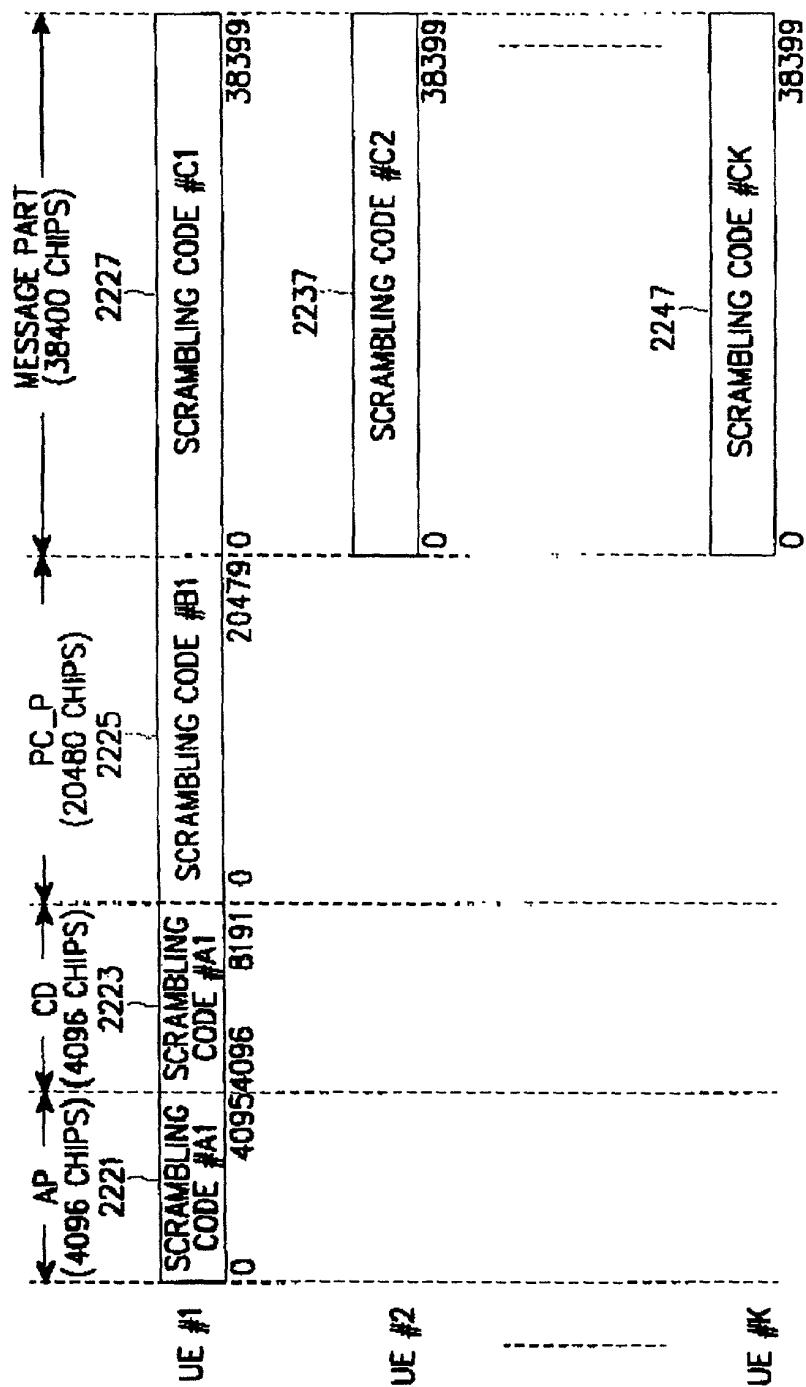 AP
(4096 CHIPS)
CD
(4096 CHIPS)
PC_P
(20480 CHIPS)
MESSAGE PART
(38400 CHIPS)
2221
2223
2225
2227
UE #1
SCRAMBLING
CODE #A1
SCRAMBLING
CODE #A1
SCRAMBLING CODE #B1
SCRAMBLING CODE #C1
0
4095
4096
8191
0
20479
0
38399
2237
UE #2
SCRAMBLING CODE #C2
0
38399
2247
UE #K
SCRAMBLING CODE #CK
0
38399